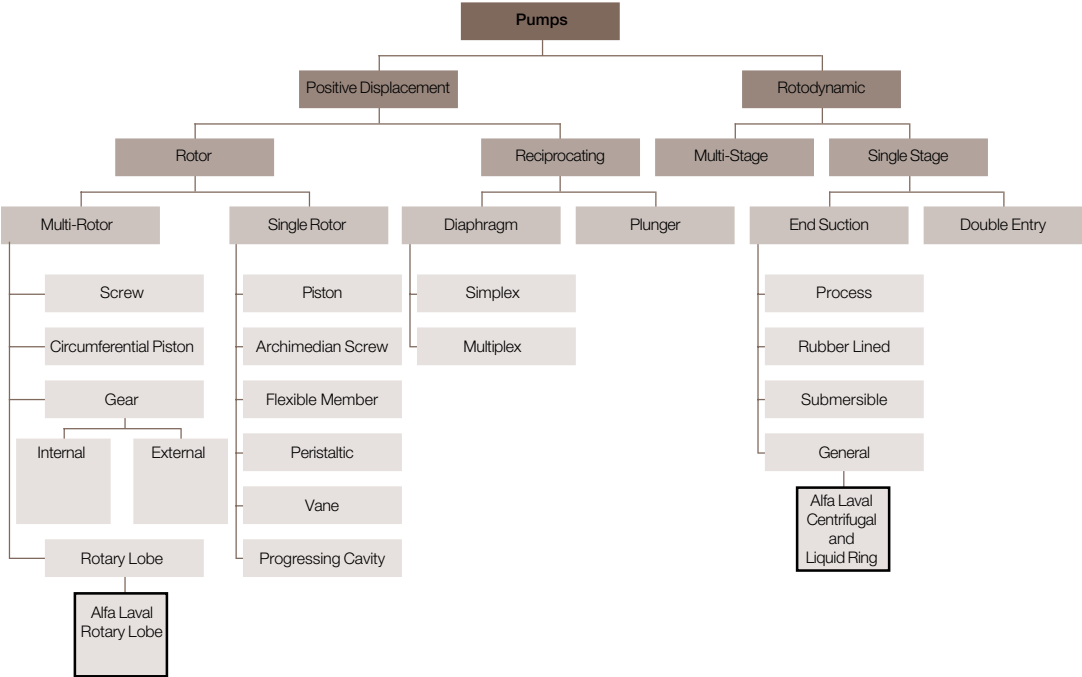 Pumps
Positive Displacement
Rotodynamic
Rotor
Reciprocating
Multi-Stage
Single Stage
Multi-Rotor
Single Rotor
Diaphragm
Plunger
End Suction
Double Entry
Screw
Piston
Simplex
Process
Circumferential Piston
Archimedian Screw
Multiplex
Rubber Lined
Gear
Flexible Member
Submersible
Internal
External
Peristaltic
General
Vane
Alfa Laval
Centrifugal
and
Liquid Ring
Rotary Lobe
Progressing Cavity
Alfa Laval
Rotary Lobe